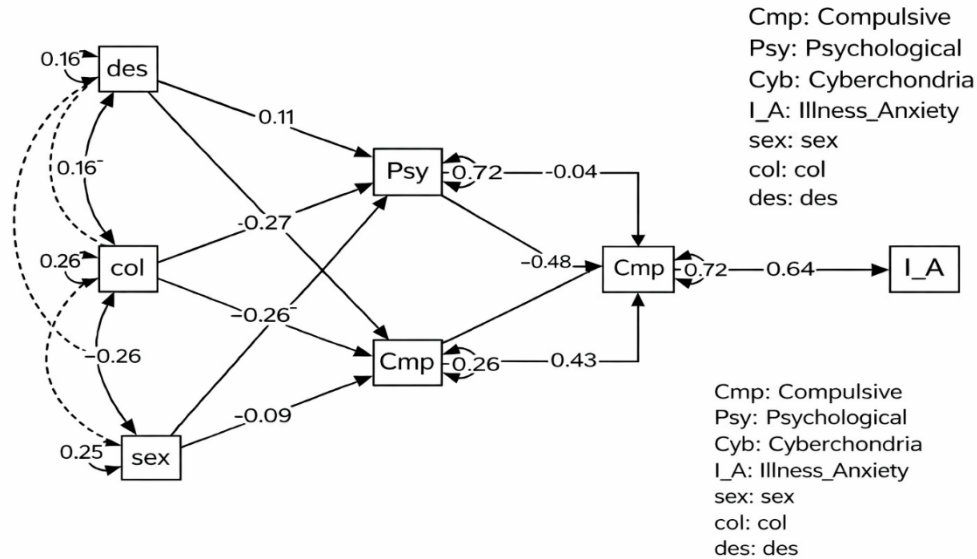 Cmp: Compulsive
Psy: Psychological
Cyb: Cyberchondria
I_A: Illness_Anxiety
sex: sex
col: col
des: des
0.16
des
0.11
0.16
Psy
-0.72
-0.04
-0.27
0.26
col
-0.48
Cmp
-0.72
0.64
I_A
-0.26
-0.26
Cmp
-0.26
0.43
-0.09
0.25
sex
Cmp: Compulsive
Psy: Psychological
Cyb: Cyberchondria
I_A: Illness_Anxiety
sex: sex
col: col
des: des